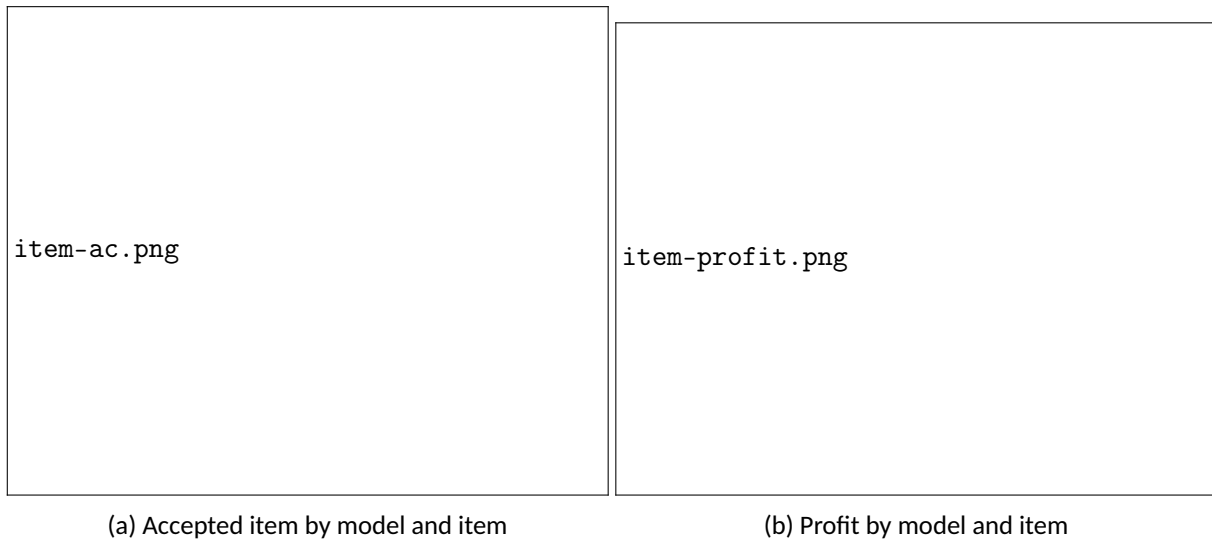 item-ac.png
item-profit.png
(a) Accepted item by model and item
(b) Profit by model and item